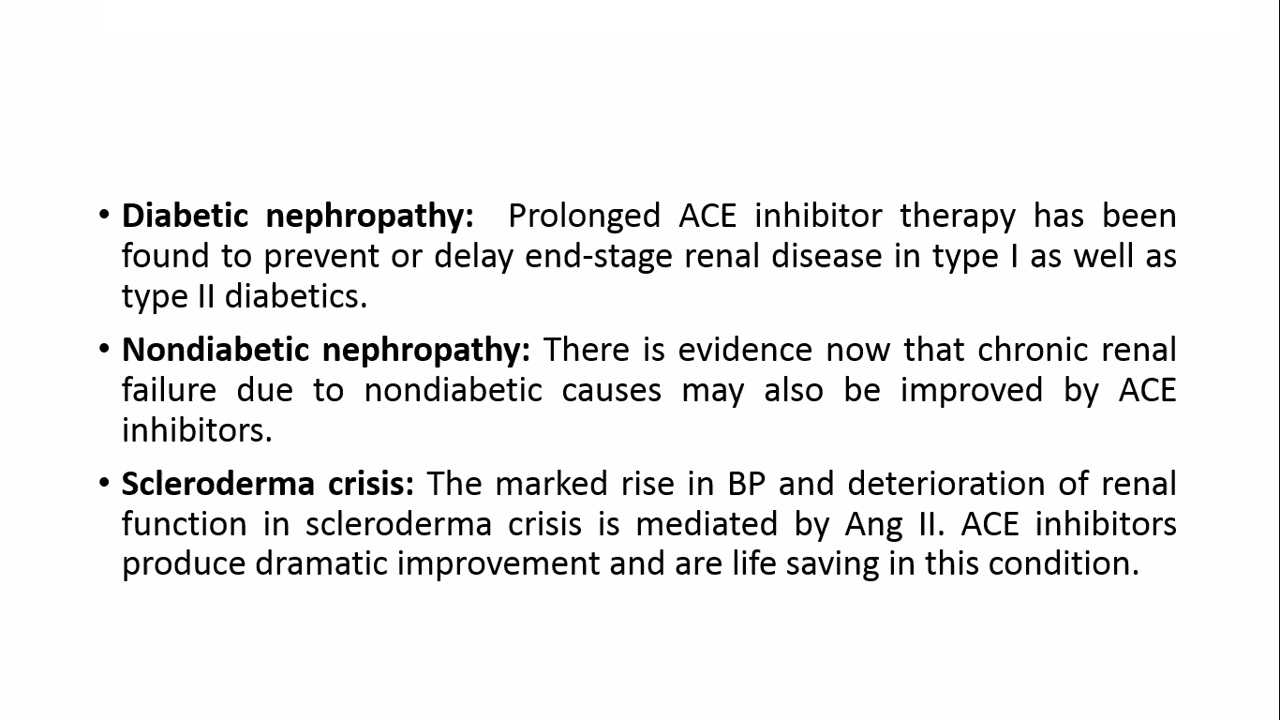 • Diabetic nephropathy: Prolonged ACE inhibitor therapy has been
found to prevent or delay end-stage renal disease in type I as well as
type II diabetics.
• Nondiabetic nephropathy: There is evidence now that chronic renal
failure due to nondiabetic causes may also be improved by ACE
inhibitors.
• Scleroderma crisis: The marked rise in BP and deterioration of renal
function in scleroderma crisis is mediated by Ang II. ACE inhibitors
produce dramatic improvement and are life saving in this condition.